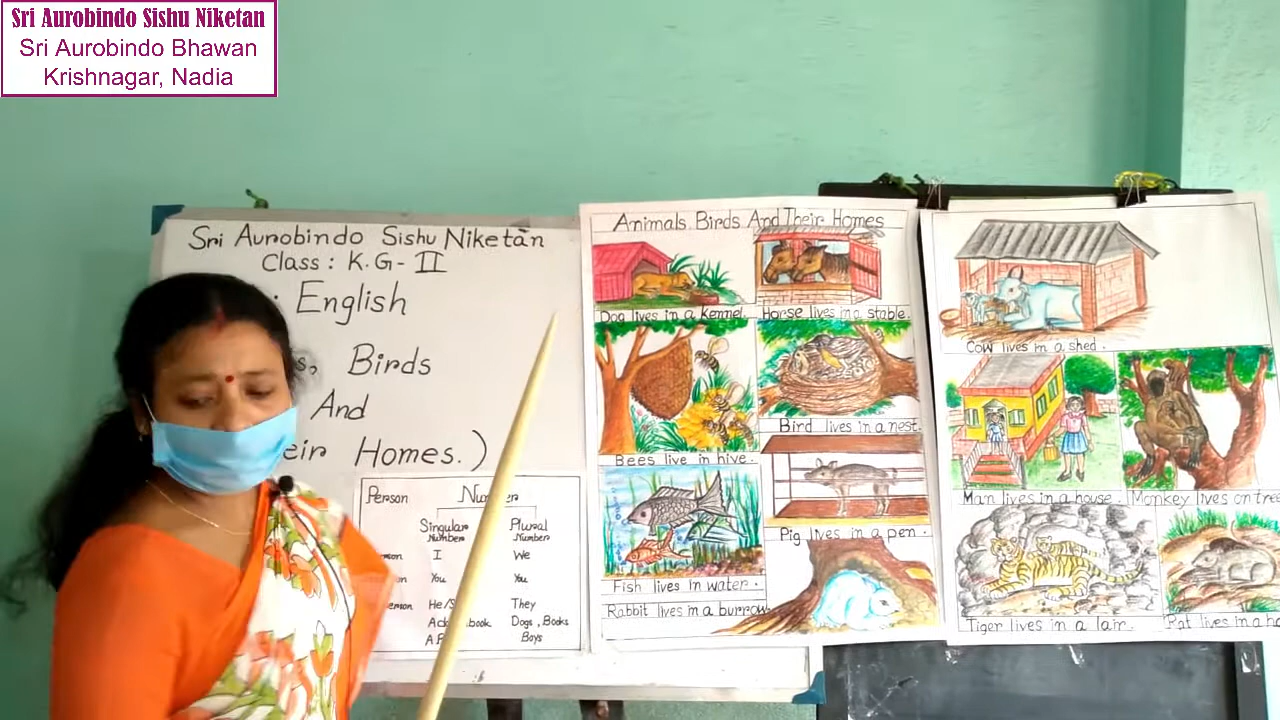 Sri Aurobindo Sishu Niketan
Sri Aurobindo Bhawan
Krishnagar, Nadia
Sri Aurobindo Sishu Niketan
Class : K.G - II
: English
Birds
And
Homes.)
Person Number
Singular Number Plural Number
I We
You You
They
Dogs, Books
Boys
Animals, Birds And Their Homes
Dog lives in a kennel. Horse lives in a stable.
Bees live in hive. Bird lives in a nest.
Fish lives in water. Pig lives in a pen.
Rabbit lives in a burrow.
Cow lives in a shed.
Man lives in a house. Monkey lives on tree
Tiger lives in a lair. Rat lives in a